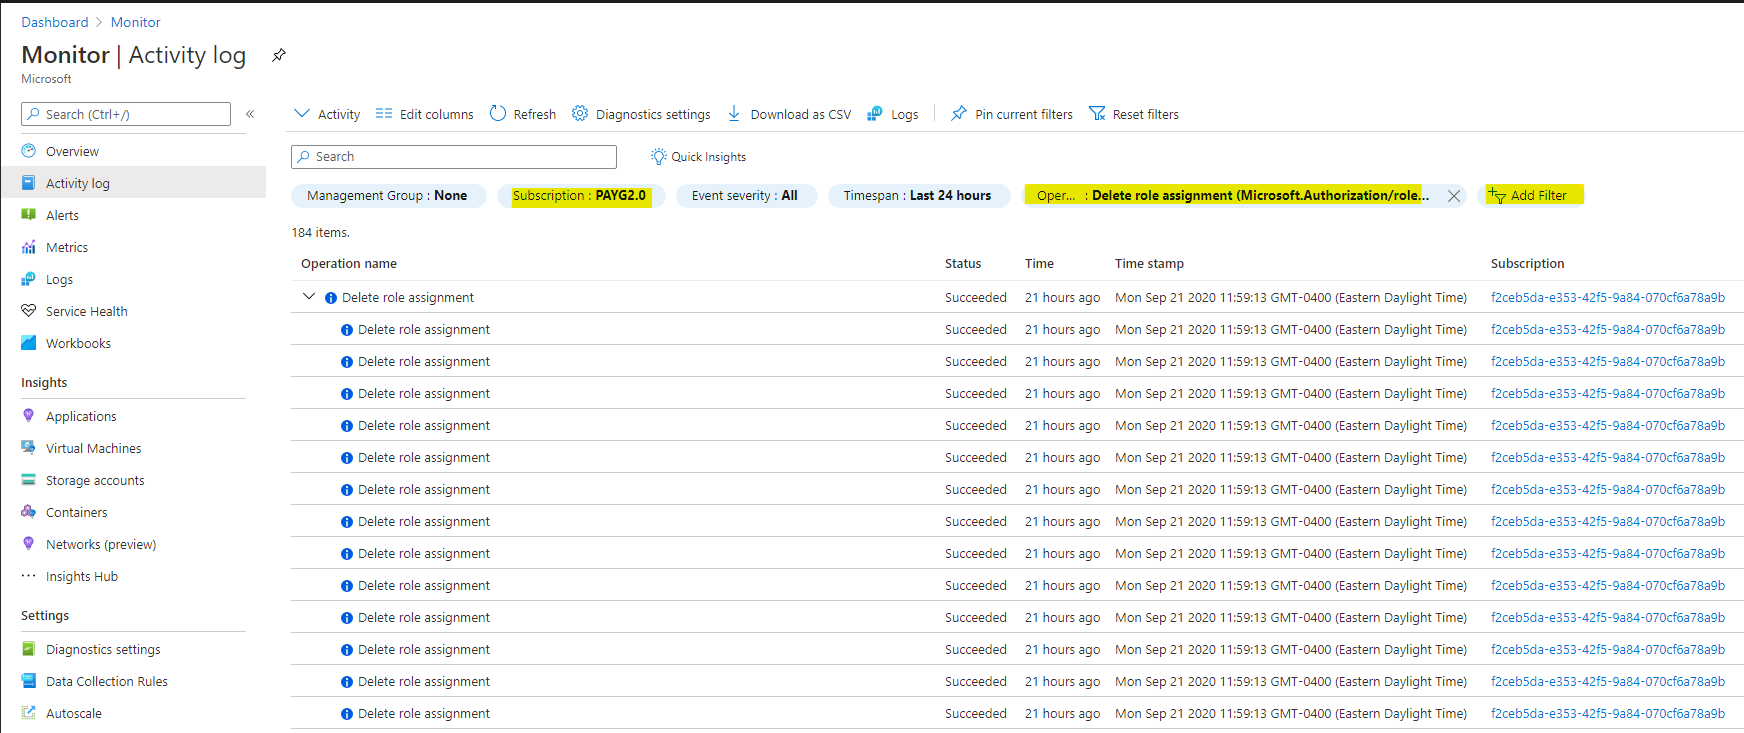 Dashboard > Monitor
Monitor | Activity log
Microsoft
Search (Ctrl+/)
«
Overview
Activity log
Alerts
Metrics
Logs
Service Health
Workbooks
Insights
Applications
Virtual Machines
Storage accounts
Containers
Networks (preview)
Insights Hub
Settings
Diagnostics settings
Data Collection Rules
Autoscale
Activity Edit columns Refresh Diagnostics settings Download as CSV Logs Pin current filters Reset filters
Search Quick Insights
Management Group : None Subscription : PAYG2.0 Event severity : All Timespan : Last 24 hours Oper... : Delete role assignment (Microsoft.Authorization/role... Add Filter
184 items.
Operation name Status Time Time stamp Subscription
Delete role assignment Succeeded 21 hours ago Mon Sep 21 2020 11:59:13 GMT-0400 (Eastern Daylight Time) f2ceb5da-e353-42f5-9a84-070cf6a78a9b
Delete role assignment Succeeded 21 hours ago Mon Sep 21 2020 11:59:13 GMT-0400 (Eastern Daylight Time) f2ceb5da-e353-42f5-9a84-070cf6a78a9b
Delete role assignment Succeeded 21 hours ago Mon Sep 21 2020 11:59:13 GMT-0400 (Eastern Daylight Time) f2ceb5da-e353-42f5-9a84-070cf6a78a9b
Delete role assignment Succeeded 21 hours ago Mon Sep 21 2020 11:59:13 GMT-0400 (Eastern Daylight Time) f2ceb5da-e353-42f5-9a84-070cf6a78a9b
Delete role assignment Succeeded 21 hours ago Mon Sep 21 2020 11:59:13 GMT-0400 (Eastern Daylight Time) f2ceb5da-e353-42f5-9a84-070cf6a78a9b
Delete role assignment Succeeded 21 hours ago Mon Sep 21 2020 11:59:13 GMT-0400 (Eastern Daylight Time) f2ceb5da-e353-42f5-9a84-070cf6a78a9b
Delete role assignment Succeeded 21 hours ago Mon Sep 21 2020 11:59:13 GMT-0400 (Eastern Daylight Time) f2ceb5da-e353-42f5-9a84-070cf6a78a9b
Delete role assignment Succeeded 21 hours ago Mon Sep 21 2020 11:59:13 GMT-0400 (Eastern Daylight Time) f2ceb5da-e353-42f5-9a84-070cf6a78a9b
Delete role assignment Succeeded 21 hours ago Mon Sep 21 2020 11:59:13 GMT-0400 (Eastern Daylight Time) f2ceb5da-e353-42f5-9a84-070cf6a78a9b
Delete role assignment Succeeded 21 hours ago Mon Sep 21 2020 11:59:13 GMT-0400 (Eastern Daylight Time) f2ceb5da-e353-42f5-9a84-070cf6a78a9b
Delete role assignment Succeeded 21 hours ago Mon Sep 21 2020 11:59:13 GMT-0400 (Eastern Daylight Time) f2ceb5da-e353-42f5-9a84-070cf6a78a9b
Delete role assignment Succeeded 21 hours ago Mon Sep 21 2020 11:59:13 GMT-0400 (Eastern Daylight Time) f2ceb5da-e353-42f5-9a84-070cf6a78a9b
Delete role assignment Succeeded 21 hours ago Mon Sep 21 2020 11:59:13 GMT-0400 (Eastern Daylight Time) f2ceb5da-e353-42f5-9a84-070cf6a78a9b
Delete role assignment Succeeded 21 hours ago Mon Sep 21 2020 11:59:13 GMT-0400 (Eastern Daylight Time) f2ceb5da-e353-42f5-9a84-070cf6a78a9b